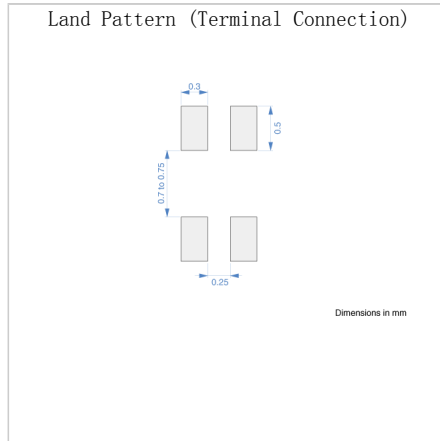 Land Pattern (Terminal Connection)
0.3
0.5
0.7 to 0.75
0.25
Dimensions in mm